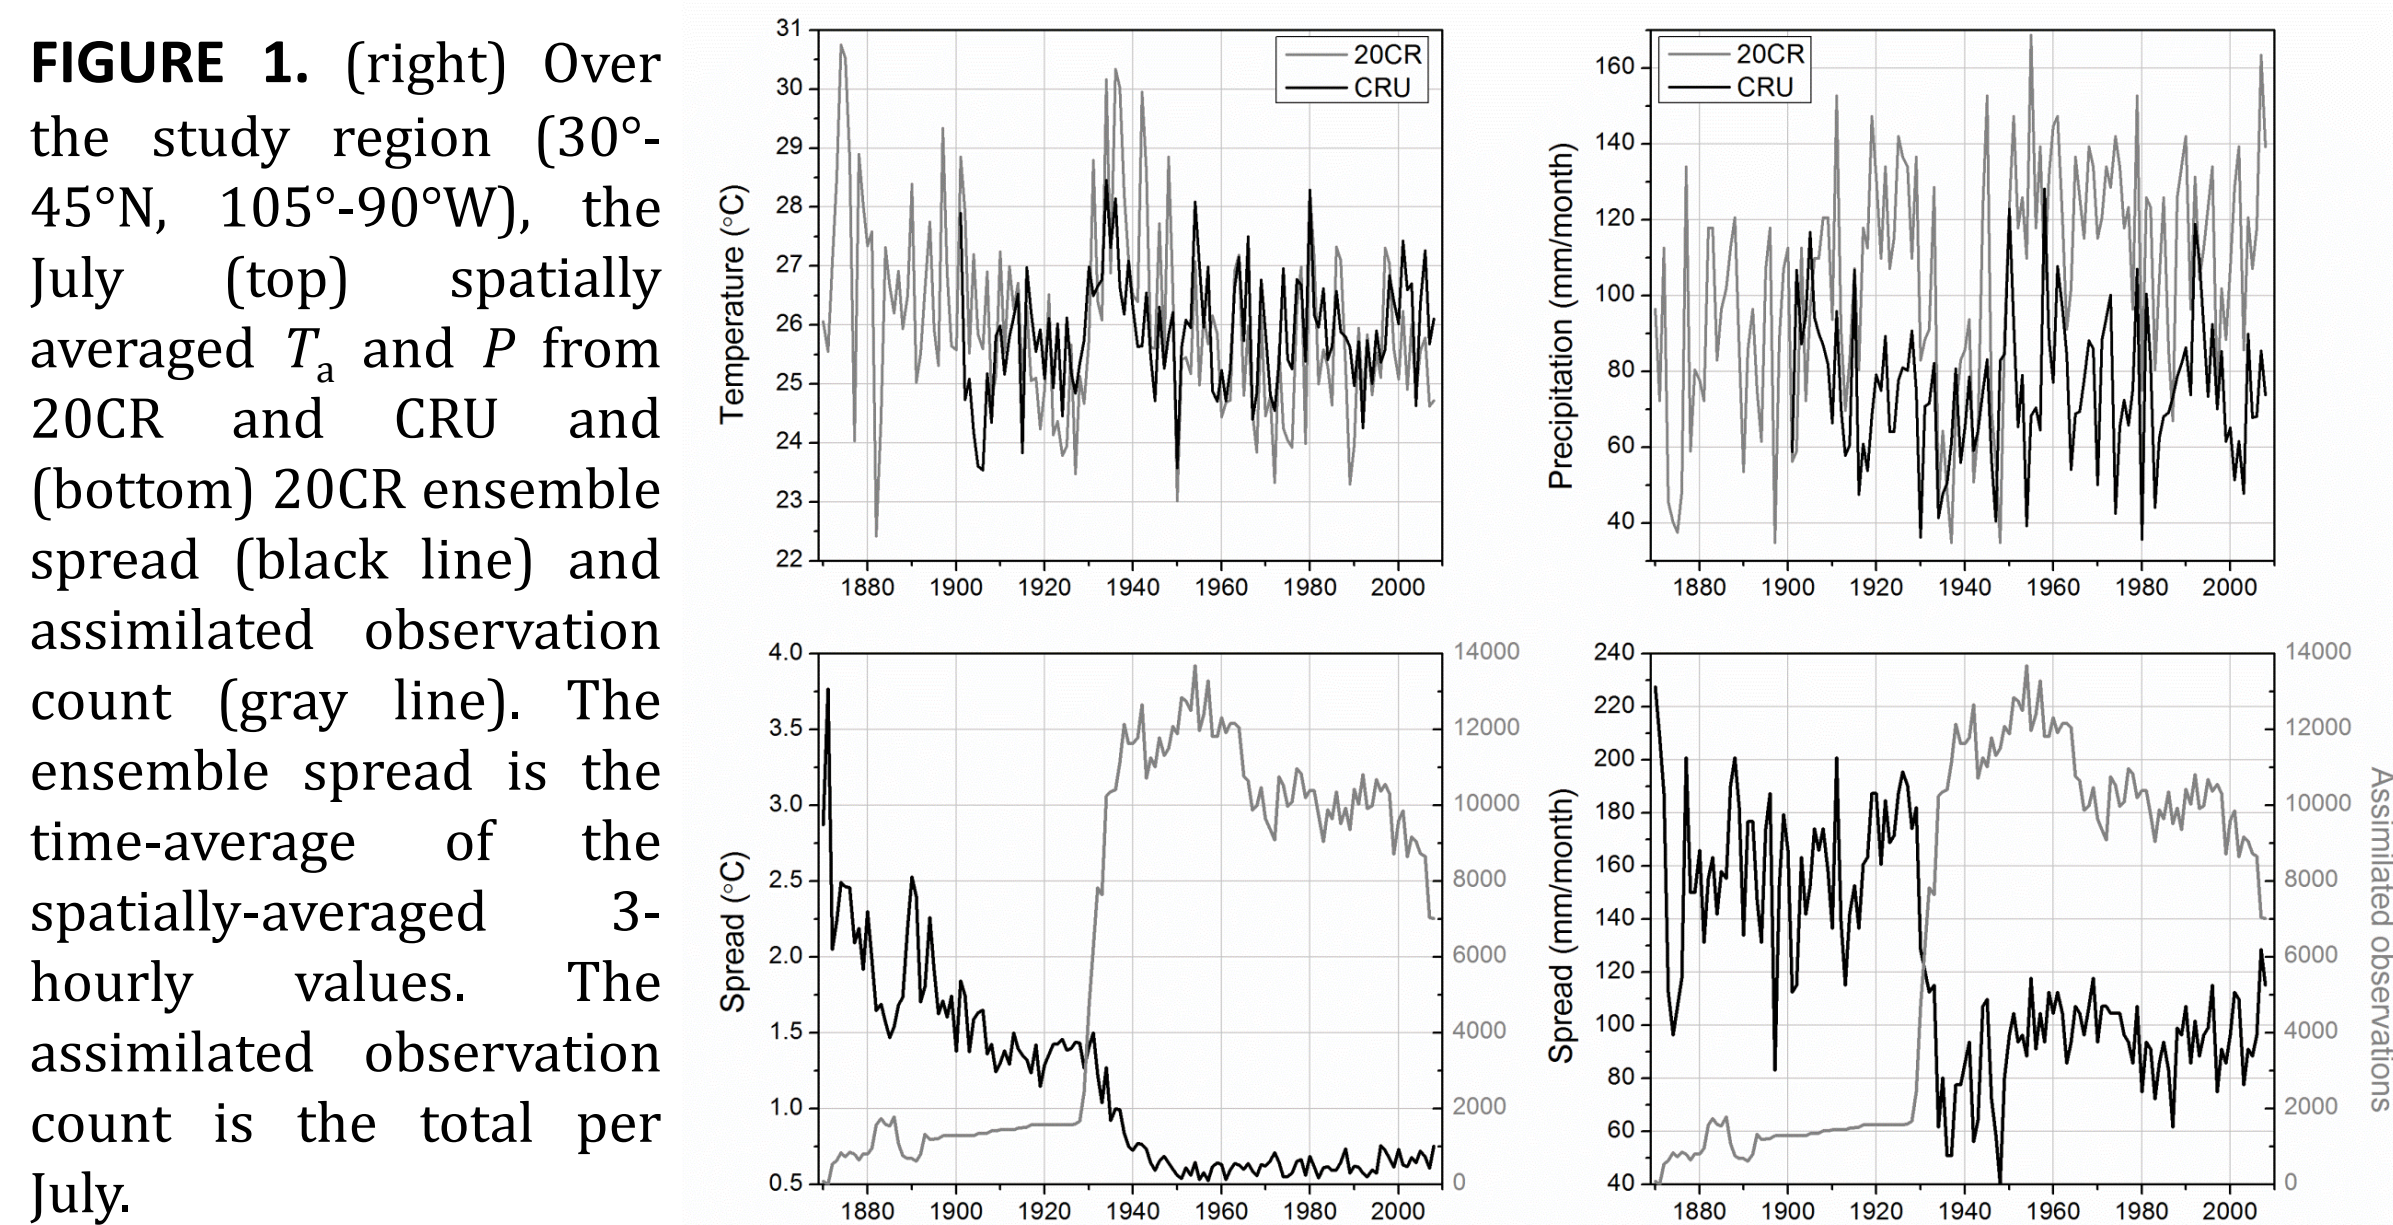 FIGURE 1. (right) Over
the study region (30°-
45°N, 105°-90°W), the
July (top) spatially
averaged Ta and P from
20CR and CRU and
(bottom) 20CR ensemble
spread (black line) and
assimilated observation
count (gray line). The
ensemble spread is the
time-average of the
spatially-averaged 3-
hourly values. The
assimilated observation
count is the total per
July.
Temperature (°C)
31
30
29
28
27
26
25
24
23
22
20CR
CRU
1880 1900 1920 1940 1960 1980 2000
Precipitation (mm/month)
160
140
120
100
80
60
40
20CR
CRU
1880 1900 1920 1940 1960 1980 2000
Spread (°C)
4.0
3.5
3.0
2.5
2.0
1.5
1.0
0.5
14000
12000
10000
8000
6000
4000
2000
0
1880 1900 1920 1940 1960 1980 2000
Spread (mm/month)
240
220
200
180
160
140
120
100
80
60
40
14000
12000
10000
8000
6000
4000
2000
0
Assimilated observations
1880 1900 1920 1940 1960 1980 2000